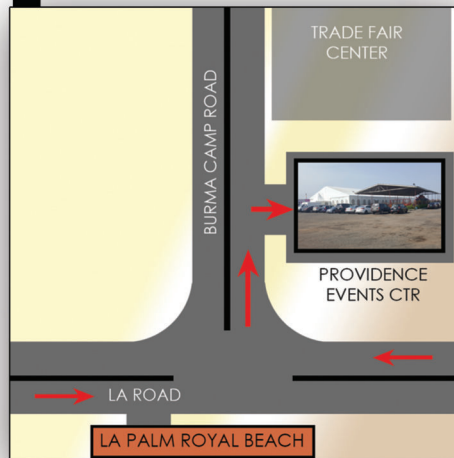 TRADE FAIR
CENTER
BURMA CAMP ROAD
PROVIDENCE
EVENTS CTR
LA ROAD
LA PALM ROYAL BEACH